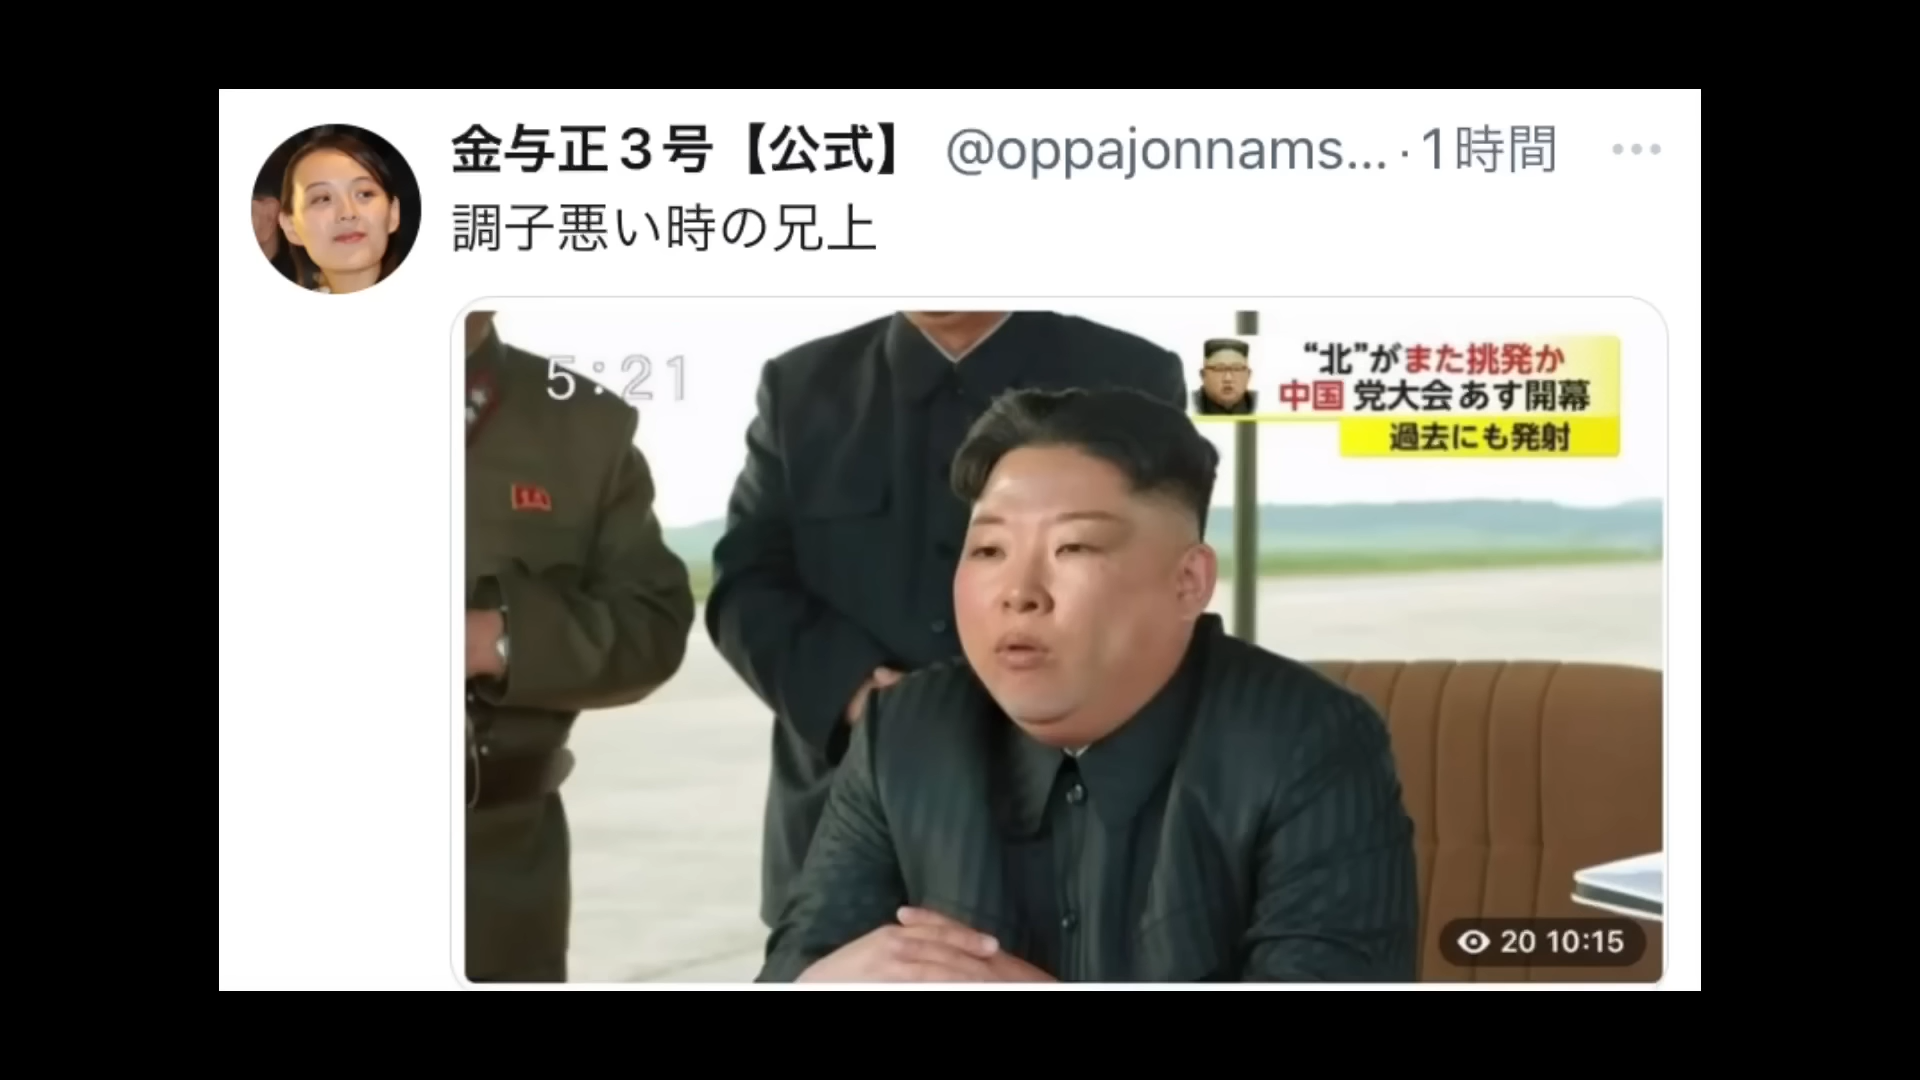 金与正3号【公式】 @oppajonnams... · 1時間
調子悪い時の兄上
5:21
“北”がまた挑発か
中国 党大会あす開幕
過去にも発射
20 10:15